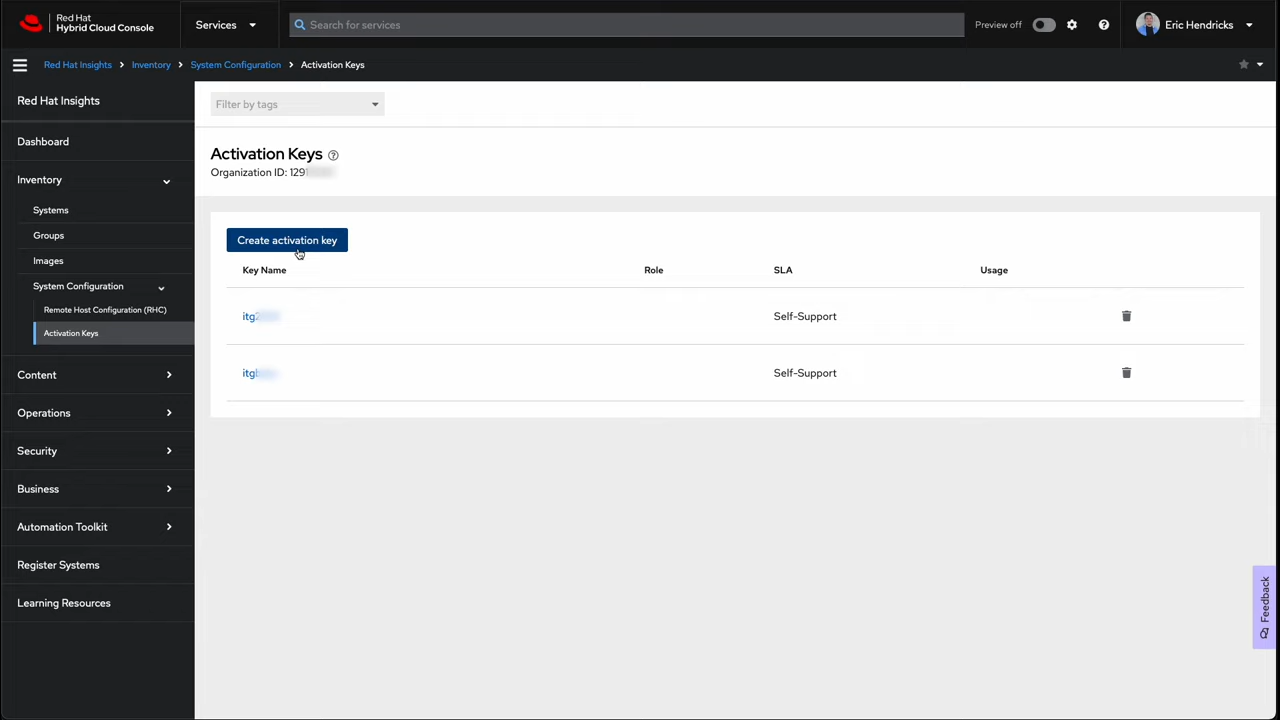 Red Hat
Hybrid Cloud Console
Services
Search for services
Preview off
Eric Hendricks
Red Hat Insights
Inventory
System Configuration
Activation Keys
Red Hat Insights
Dashboard
Inventory
Systems
Groups
Images
System Configuration
Remote Host Configuration (RHC)
Activation Keys
Content
Operations
Security
Business
Automation Toolkit
Register Systems
Learning Resources
Filter by tags
Activation Keys
Organization ID: 129
Create activation key
Key Name Role SLA Usage
Self-Support
Self-Support
Feedback